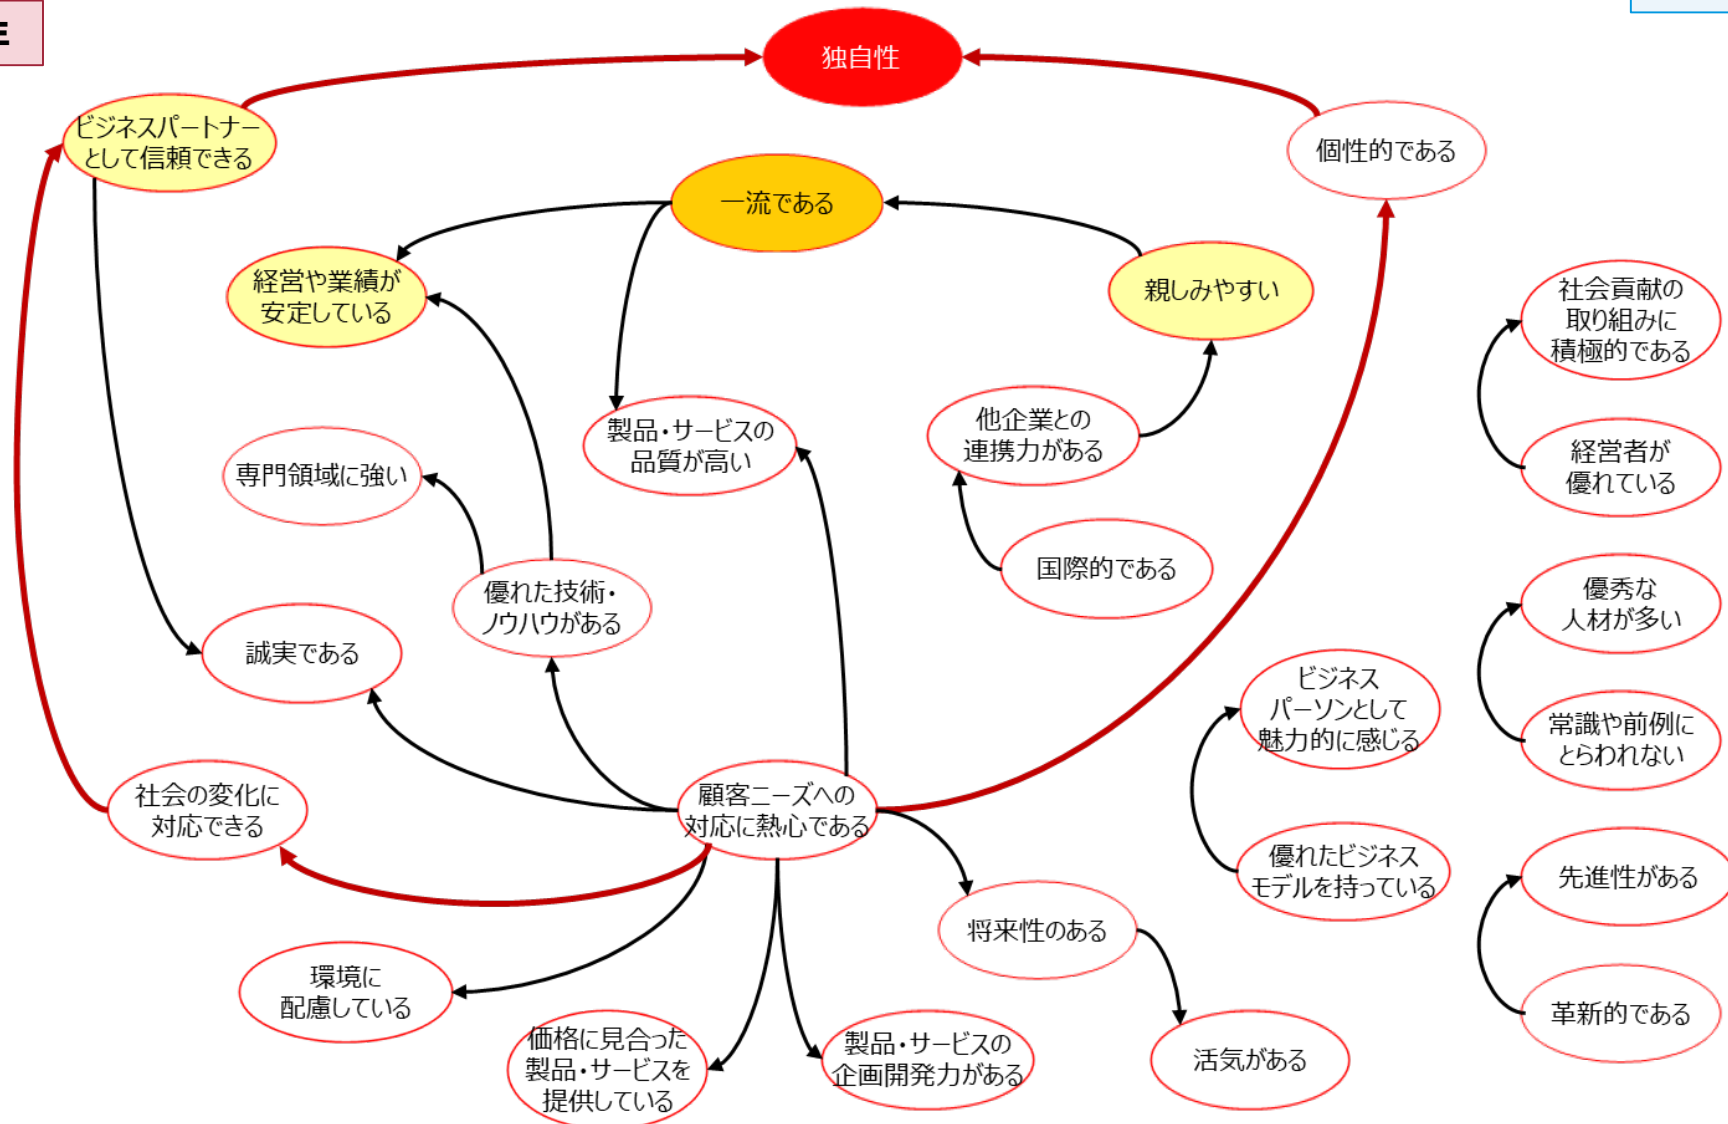 独自性
ビジネスパートナー
として信頼できる
個性的である
一流である
経営や業績が
安定している
親しみやすい
社会貢献の
取り組みに
積極的である
製品・サービスの
品質が高い
他企業との
連携力がある
専門領域に強い
経営者が
優れている
国際的である
優れた技術・
ノウハウがある
優秀な
人材が多い
誠実である
ビジネス
パーソンとして
魅力的に感じる
常識や前例に
とらわれない
社会の変化に
対応できる
顧客ニーズへの
対応に熱心である
優れたビジネス
モデルを持っている
先進性がある
将来性のある
環境に
配慮している
革新的である
価格に見合った
製品・サービスを
提供している
製品・サービスの
企画開発力がある
活気がある